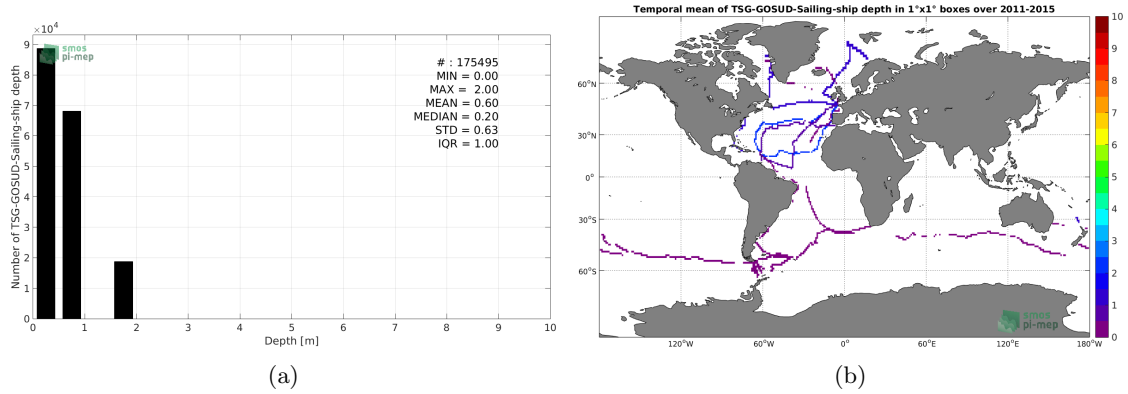 ×10⁴
smos
pi-mep
# : 175495
MIN = 0.00
MAX = 2.00
MEAN = 0.60
MEDIAN = 0.20
STD = 0.63
IQR = 1.00
Number of TSG-GOSUD-Sailing-ship depth
9
8
7
6
5
4
3
2
1
0
0 1 2 3 4 5 6 7 8 9 10
Depth [m]
(a)
Temporal mean of TSG-GOSUD-Sailing-ship depth in 1°x1° boxes over 2011-2015
60°N
30°N
0°
30°S
60°S
120°W 60°W 0° 60°E 120°E 180°W
smos
pi-mep
10
9
8
7
6
5
4
3
2
1
0
(b)